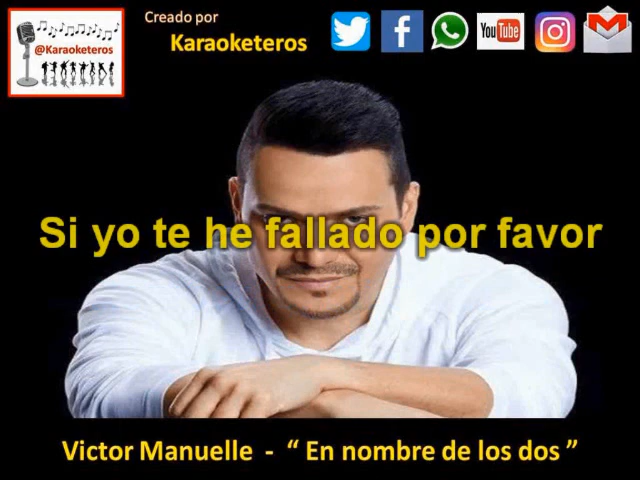 @Karaoketeros
Creado por
Karaoketeros
You Tube
Si yo te he fallado por favor
Victor Manuelle - “ En nombre de los dos ”